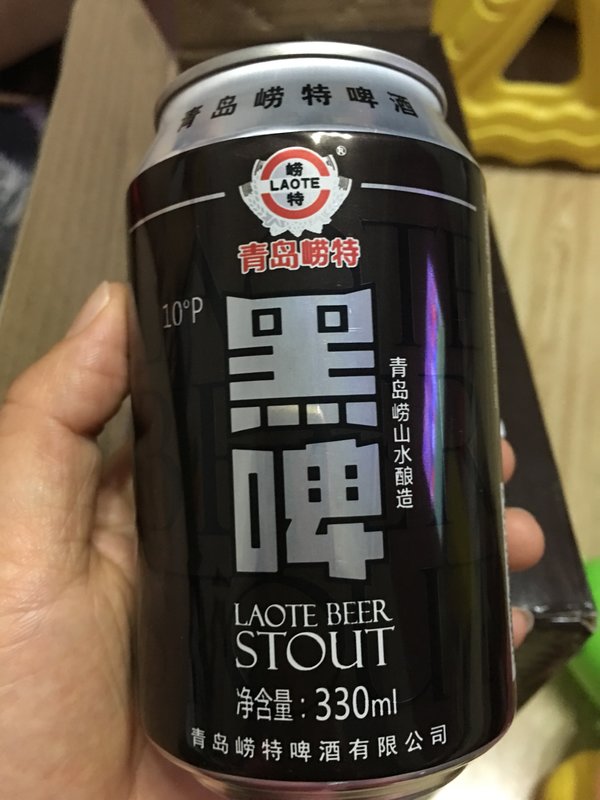 青岛崂特啤酒
®
崂
LAOTE
特
青岛崂特
10°P
黑啤
青岛崂山水酿造
LAOTE BEER
STOUT
净含量：330ml
青岛崂特啤酒有限公司